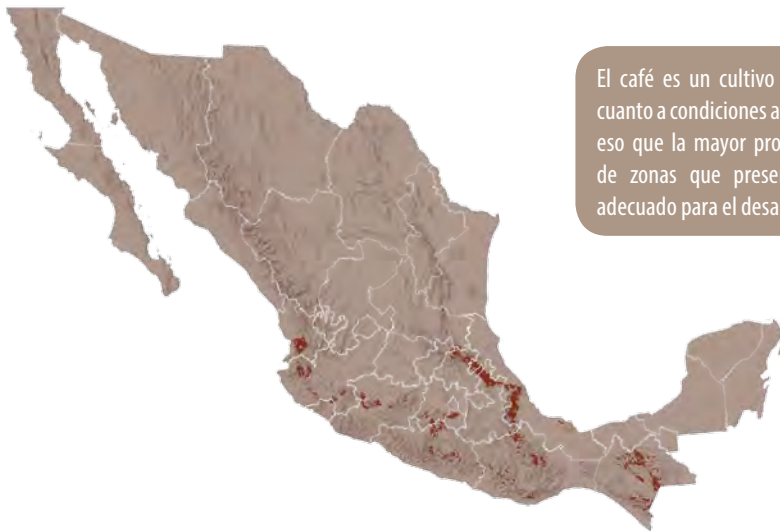 El café es un cultivo
cuanto a condiciones a
eso que la mayor pro
de zonas que prese
adecuado para el desa